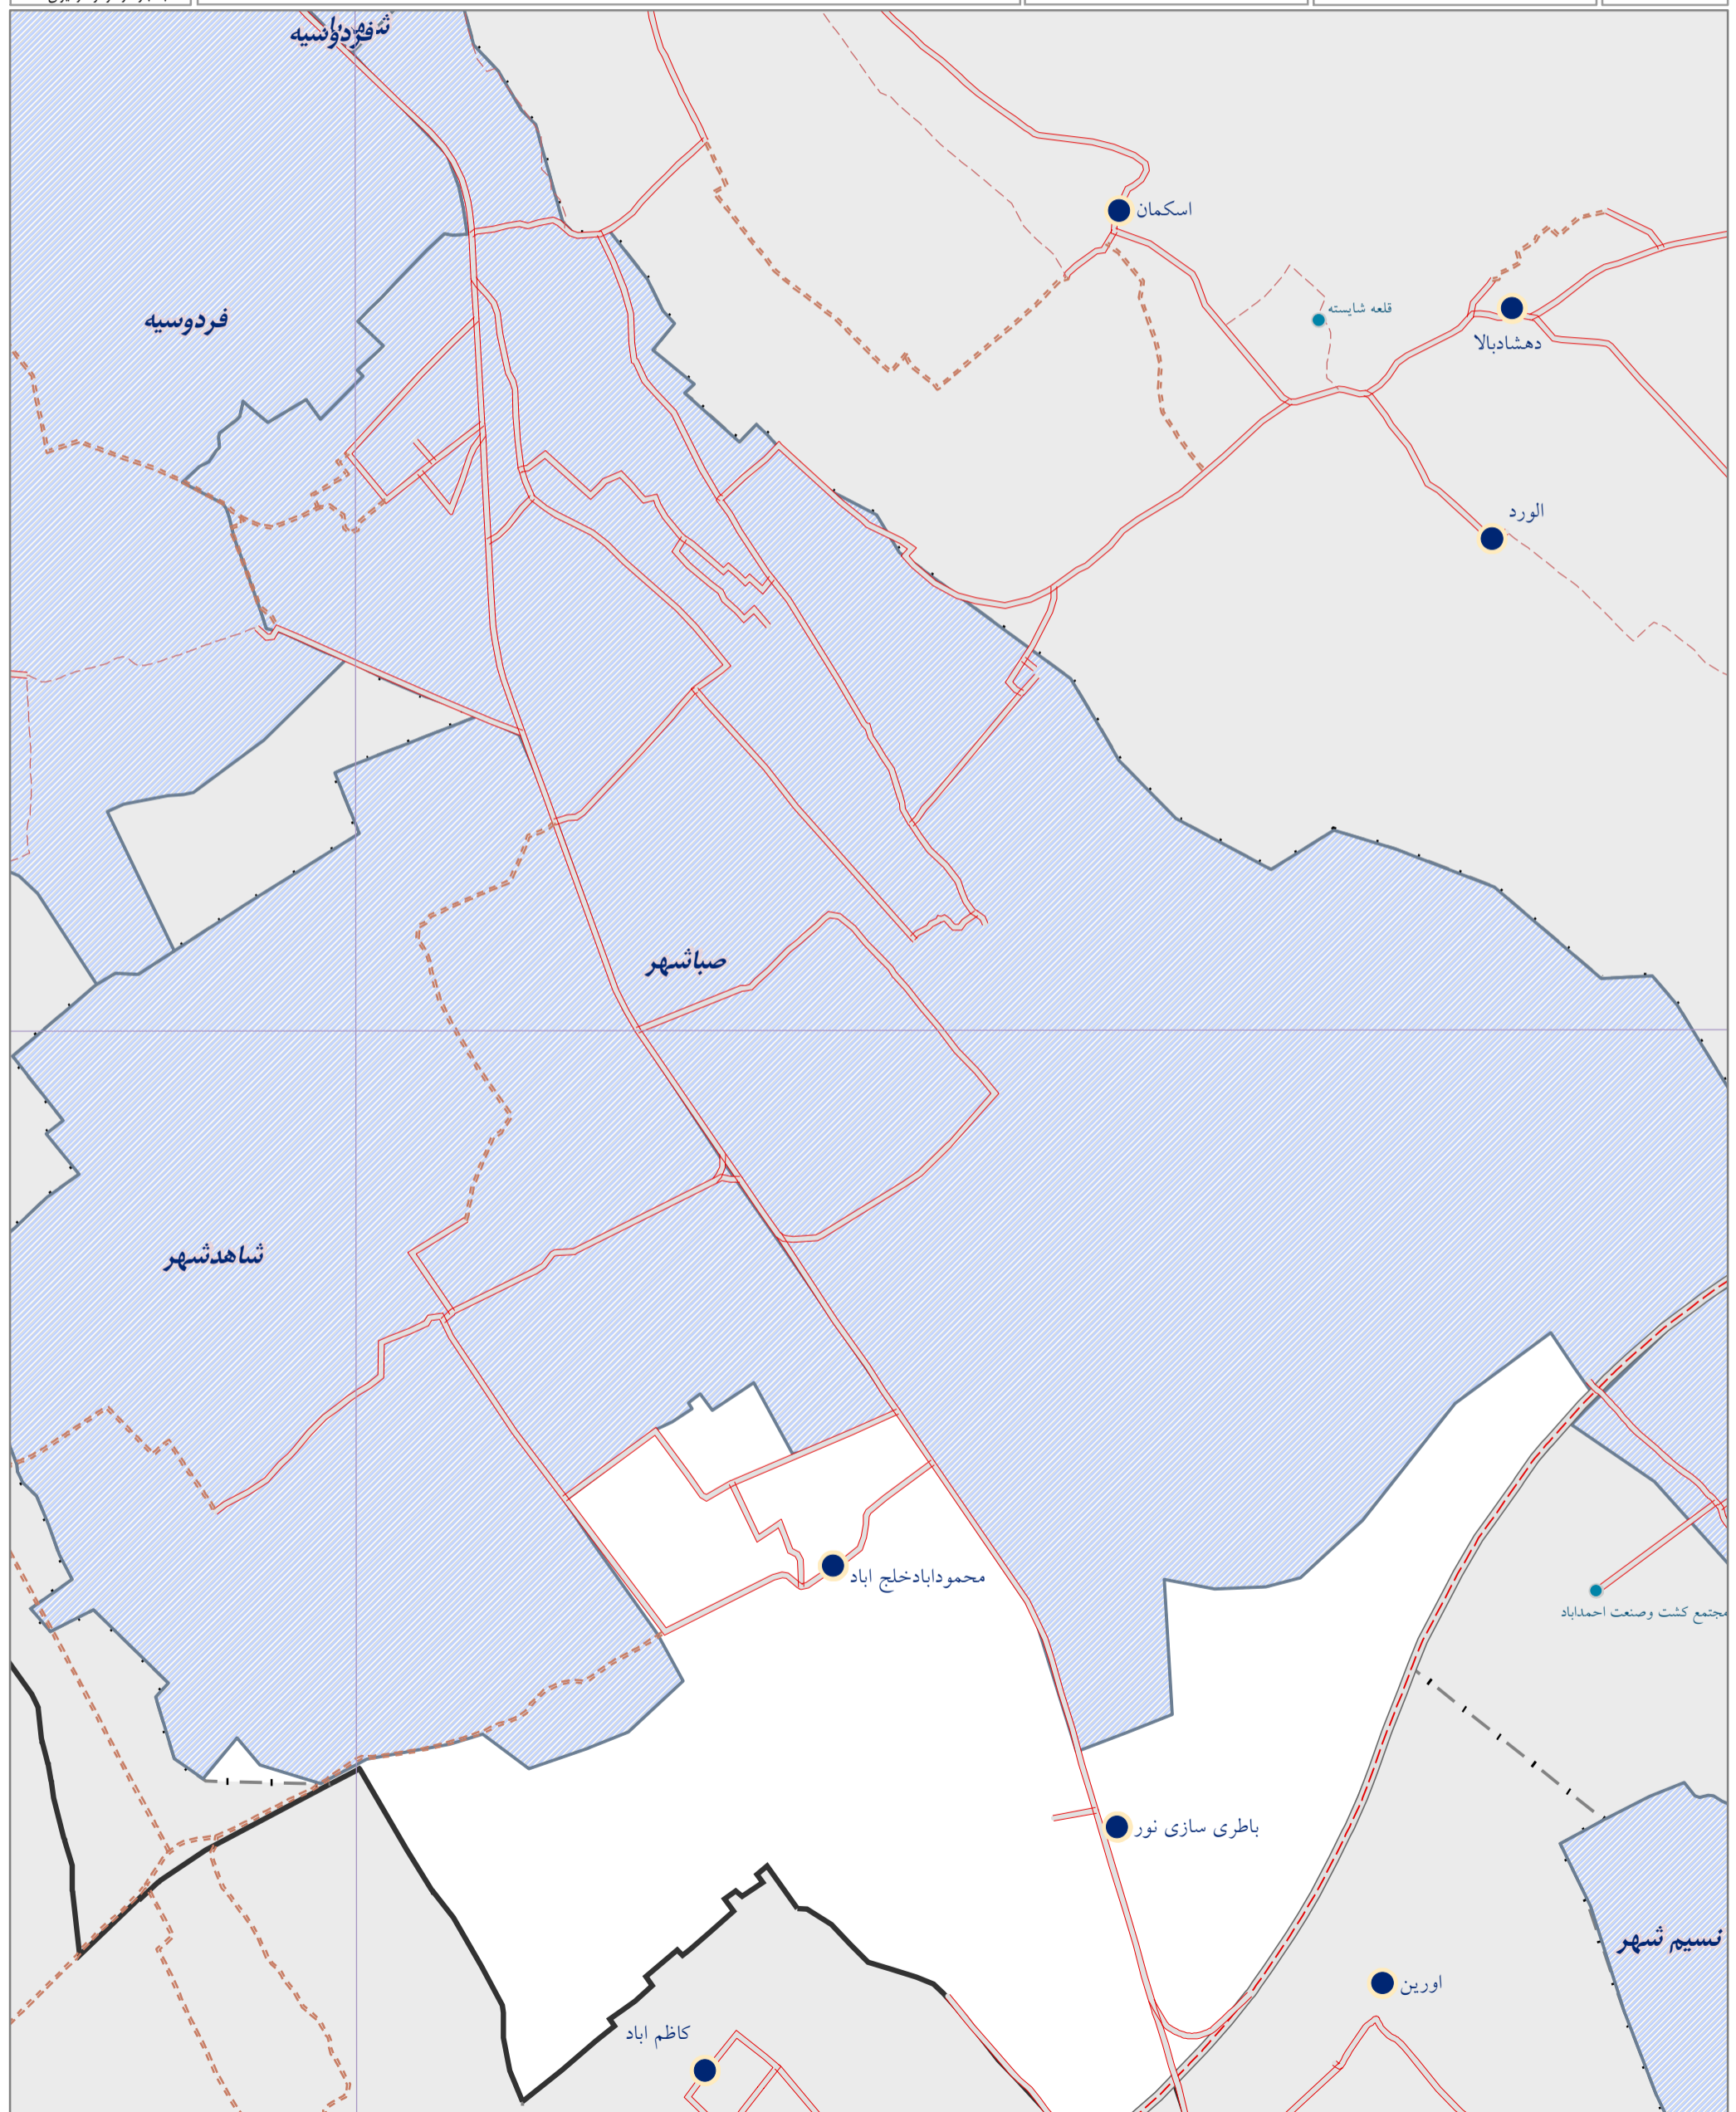 فردوسیه
اسکمان
قلعه شایسته
دهشادبالا
فردوسیه
الورد
صباشهر
شاهدشهر
محمودابادخلج اباد
مجتمع کشت وصنعت احمداباد
باطری سازی نور
نسیم شهر
اورین
کاظم اباد